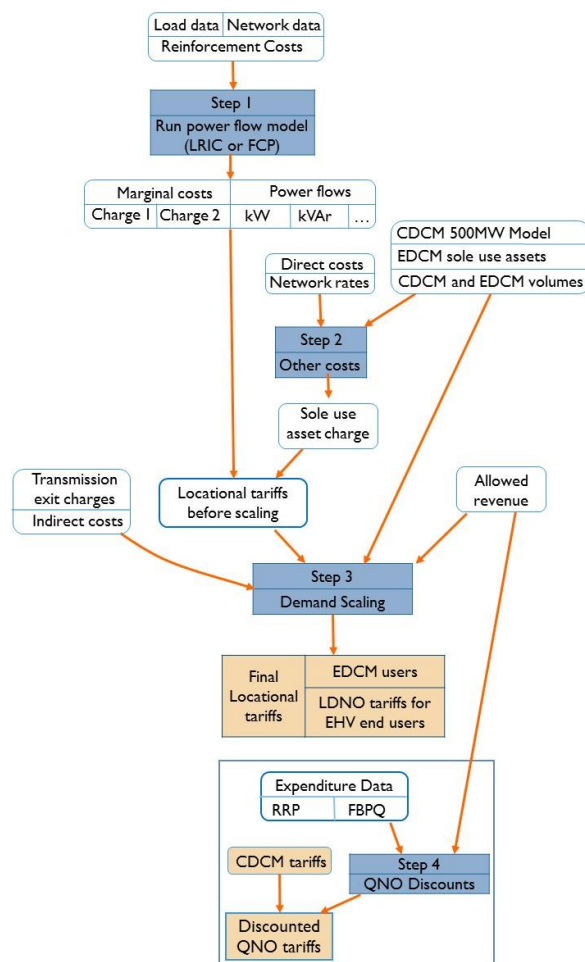 Load data Network data
Reinforcement Costs
Step 1
Run power flow model
(LRIC or FCP)
Marginal costs Power flows
Charge 1 Charge 2 kW kVAr ...
CDCM 500MW Model
EDCM sole use assets
CDCM and EDCM volumes
Direct costs
Network rates
Step 2
Other costs
Sole use
asset charge
Transmission
exit charges
Indirect costs
Locational tariffs
before scaling
Allowed
revenue
Step 3
Demand Scaling
Final
Locational
tariffs
EDCM users
LDNO tariffs for
EHV end users
Expenditure Data
RRP FBPQ
CDCM tariffs
Step 4
QNO Discounts
Discounted
QNO tariffs